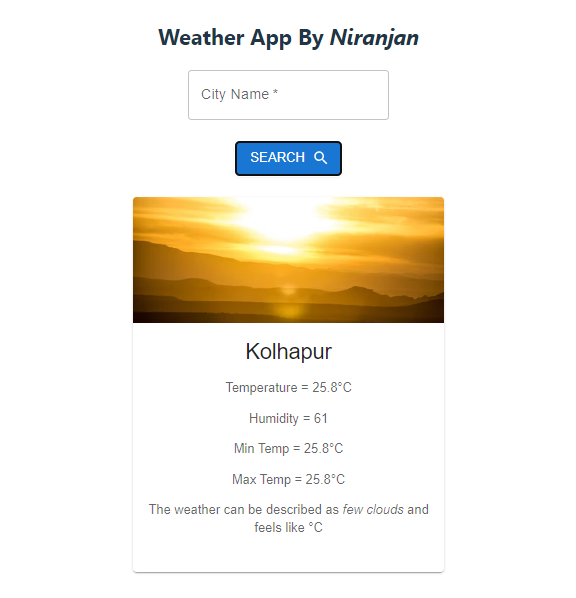 Weather App By Niranjan
City Name *
SEARCH
Kolhapur
Temperature = 25.8°C
Humidity = 61
Min Temp = 25.8°C
Max Temp = 25.8°C
The weather can be described as few clouds and
feels like °C